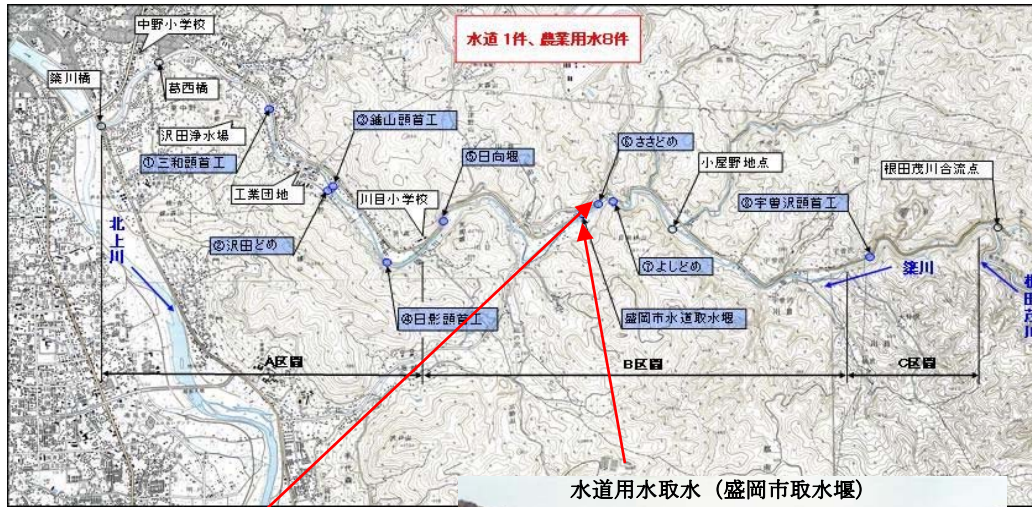 中野小学校
水道 1件、農業用水8件
簗川橋
葛西橋
③鑪山頭首工
⑥ささどめ
沢田浄水場
⑤日向堰
小屋野地点
根田茂川合流点
①三和頭首工
工業団地
川目小学校
⑧宇曽沢頭首工
北上川
②沢田どめ
⑦よしどめ
簗川
根田茂川
④日影頭首工
盛岡市水道取水堰
A区間
B区間
C区間
水道用水取水（盛岡市取水堰）